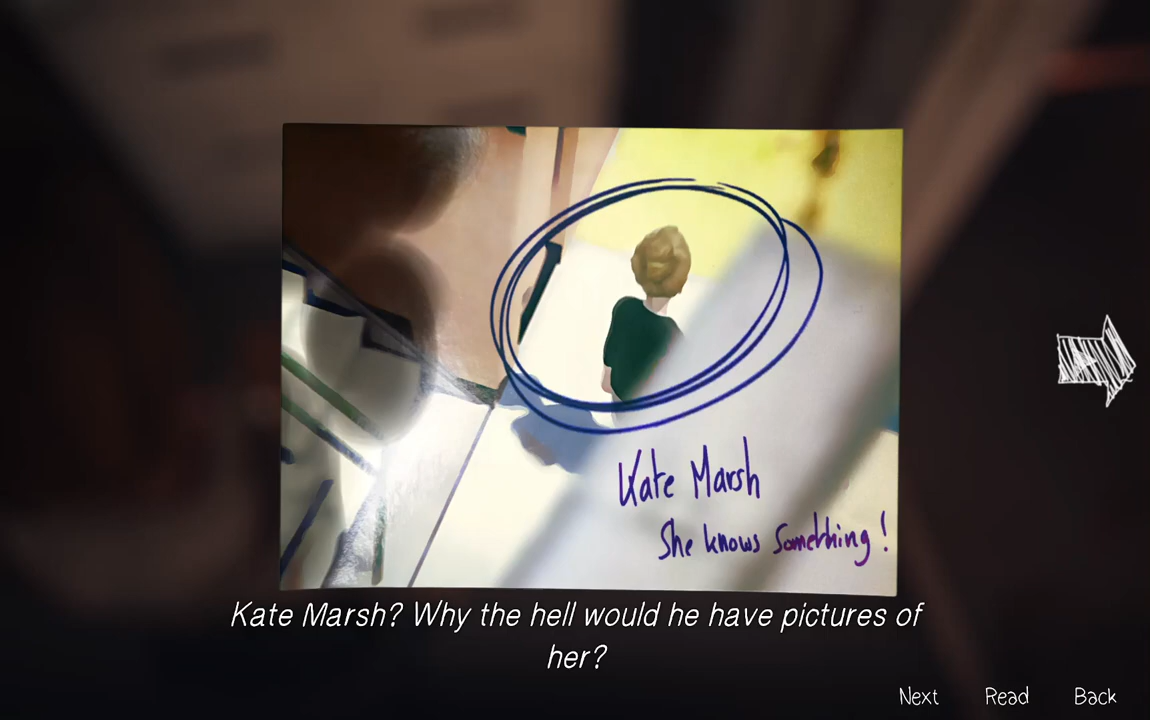 Kate Marsh
She knows Something!
Kate Marsh? Why the hell would he have pictures of
her?
Next Read Back